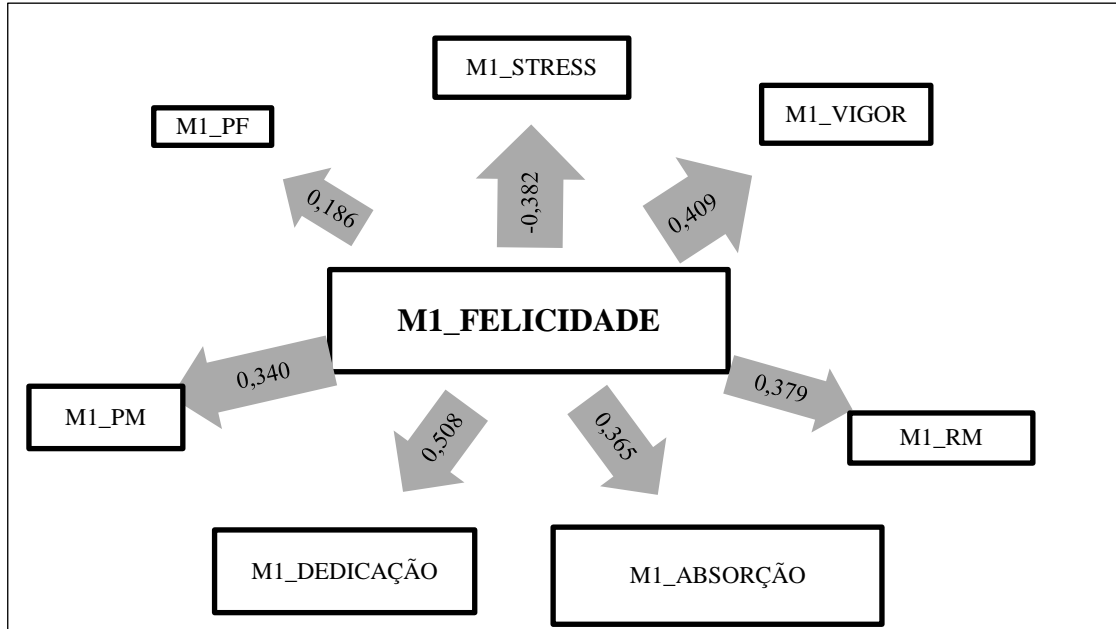 M1_STRESS
M1_VIGOR
M1_PF
0,186
-0,382
0,409
M1_FELICIDADE
0,340
0,379
M1_PM
0,508
0,365
M1_RM
M1_DEDICAÇÃO
M1_ABSORÇÃO